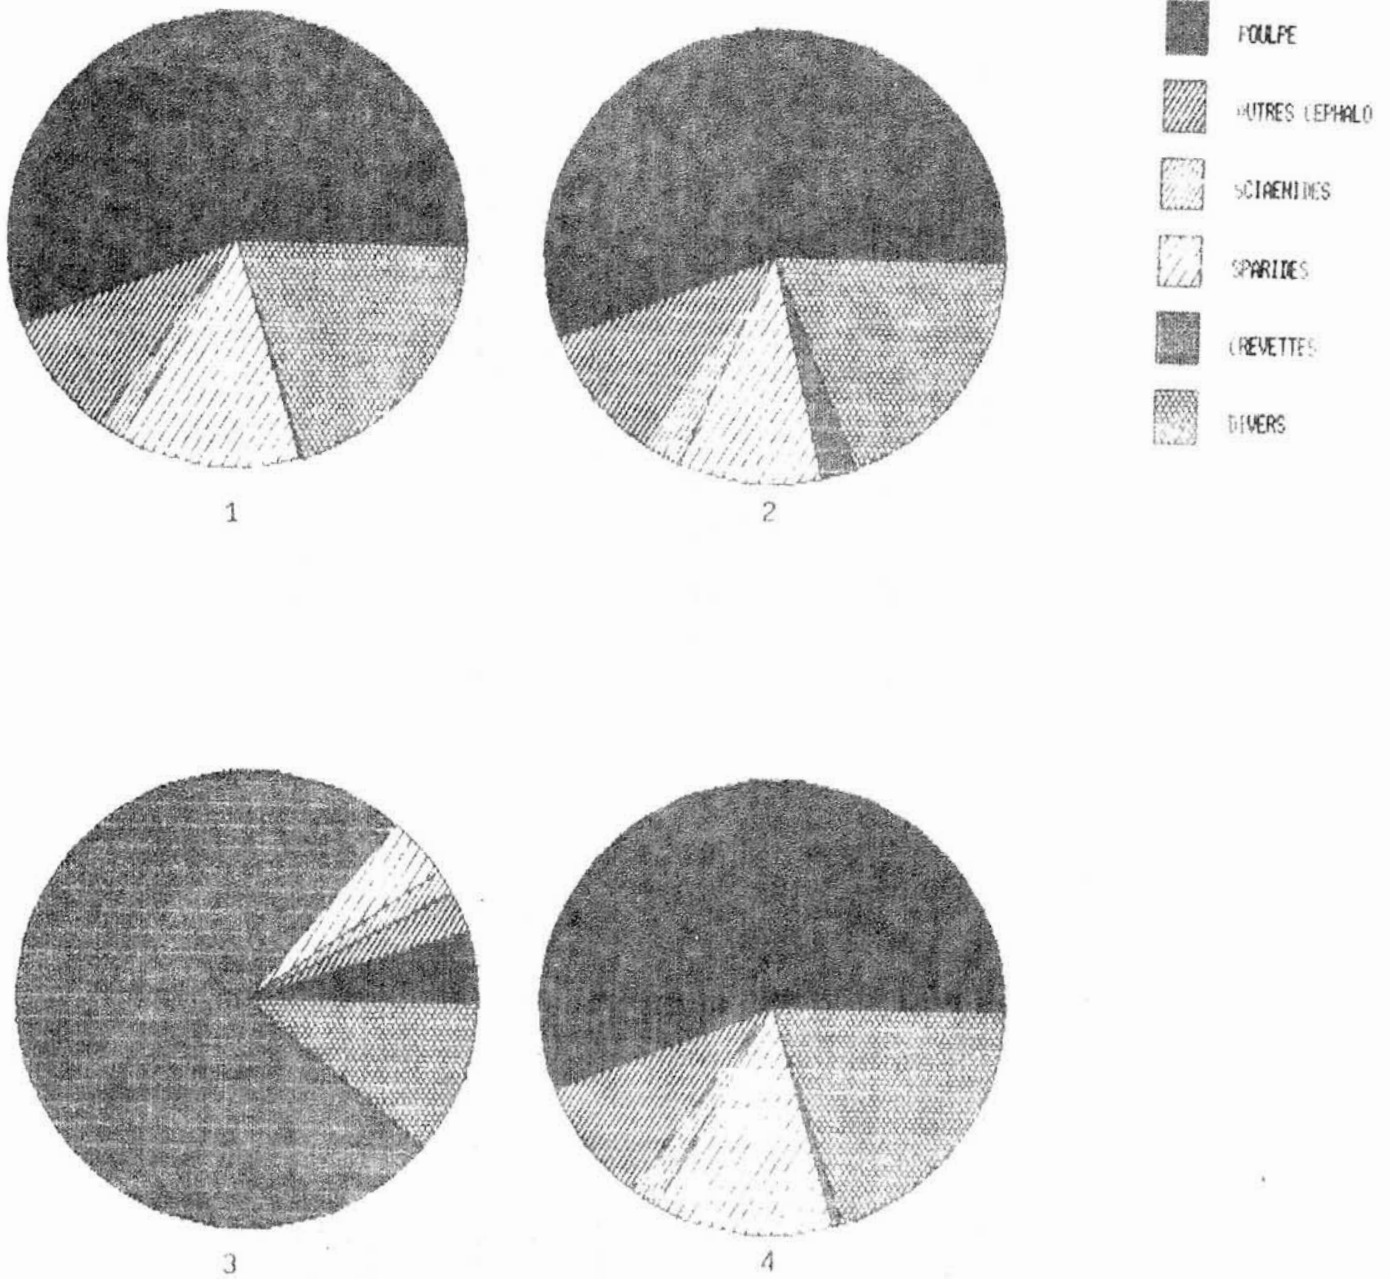 POULPE
AUTRES CEPHALO
SCIAENIDES
SPARIDES
CREVETTES
DIVERS
1
2
3
4